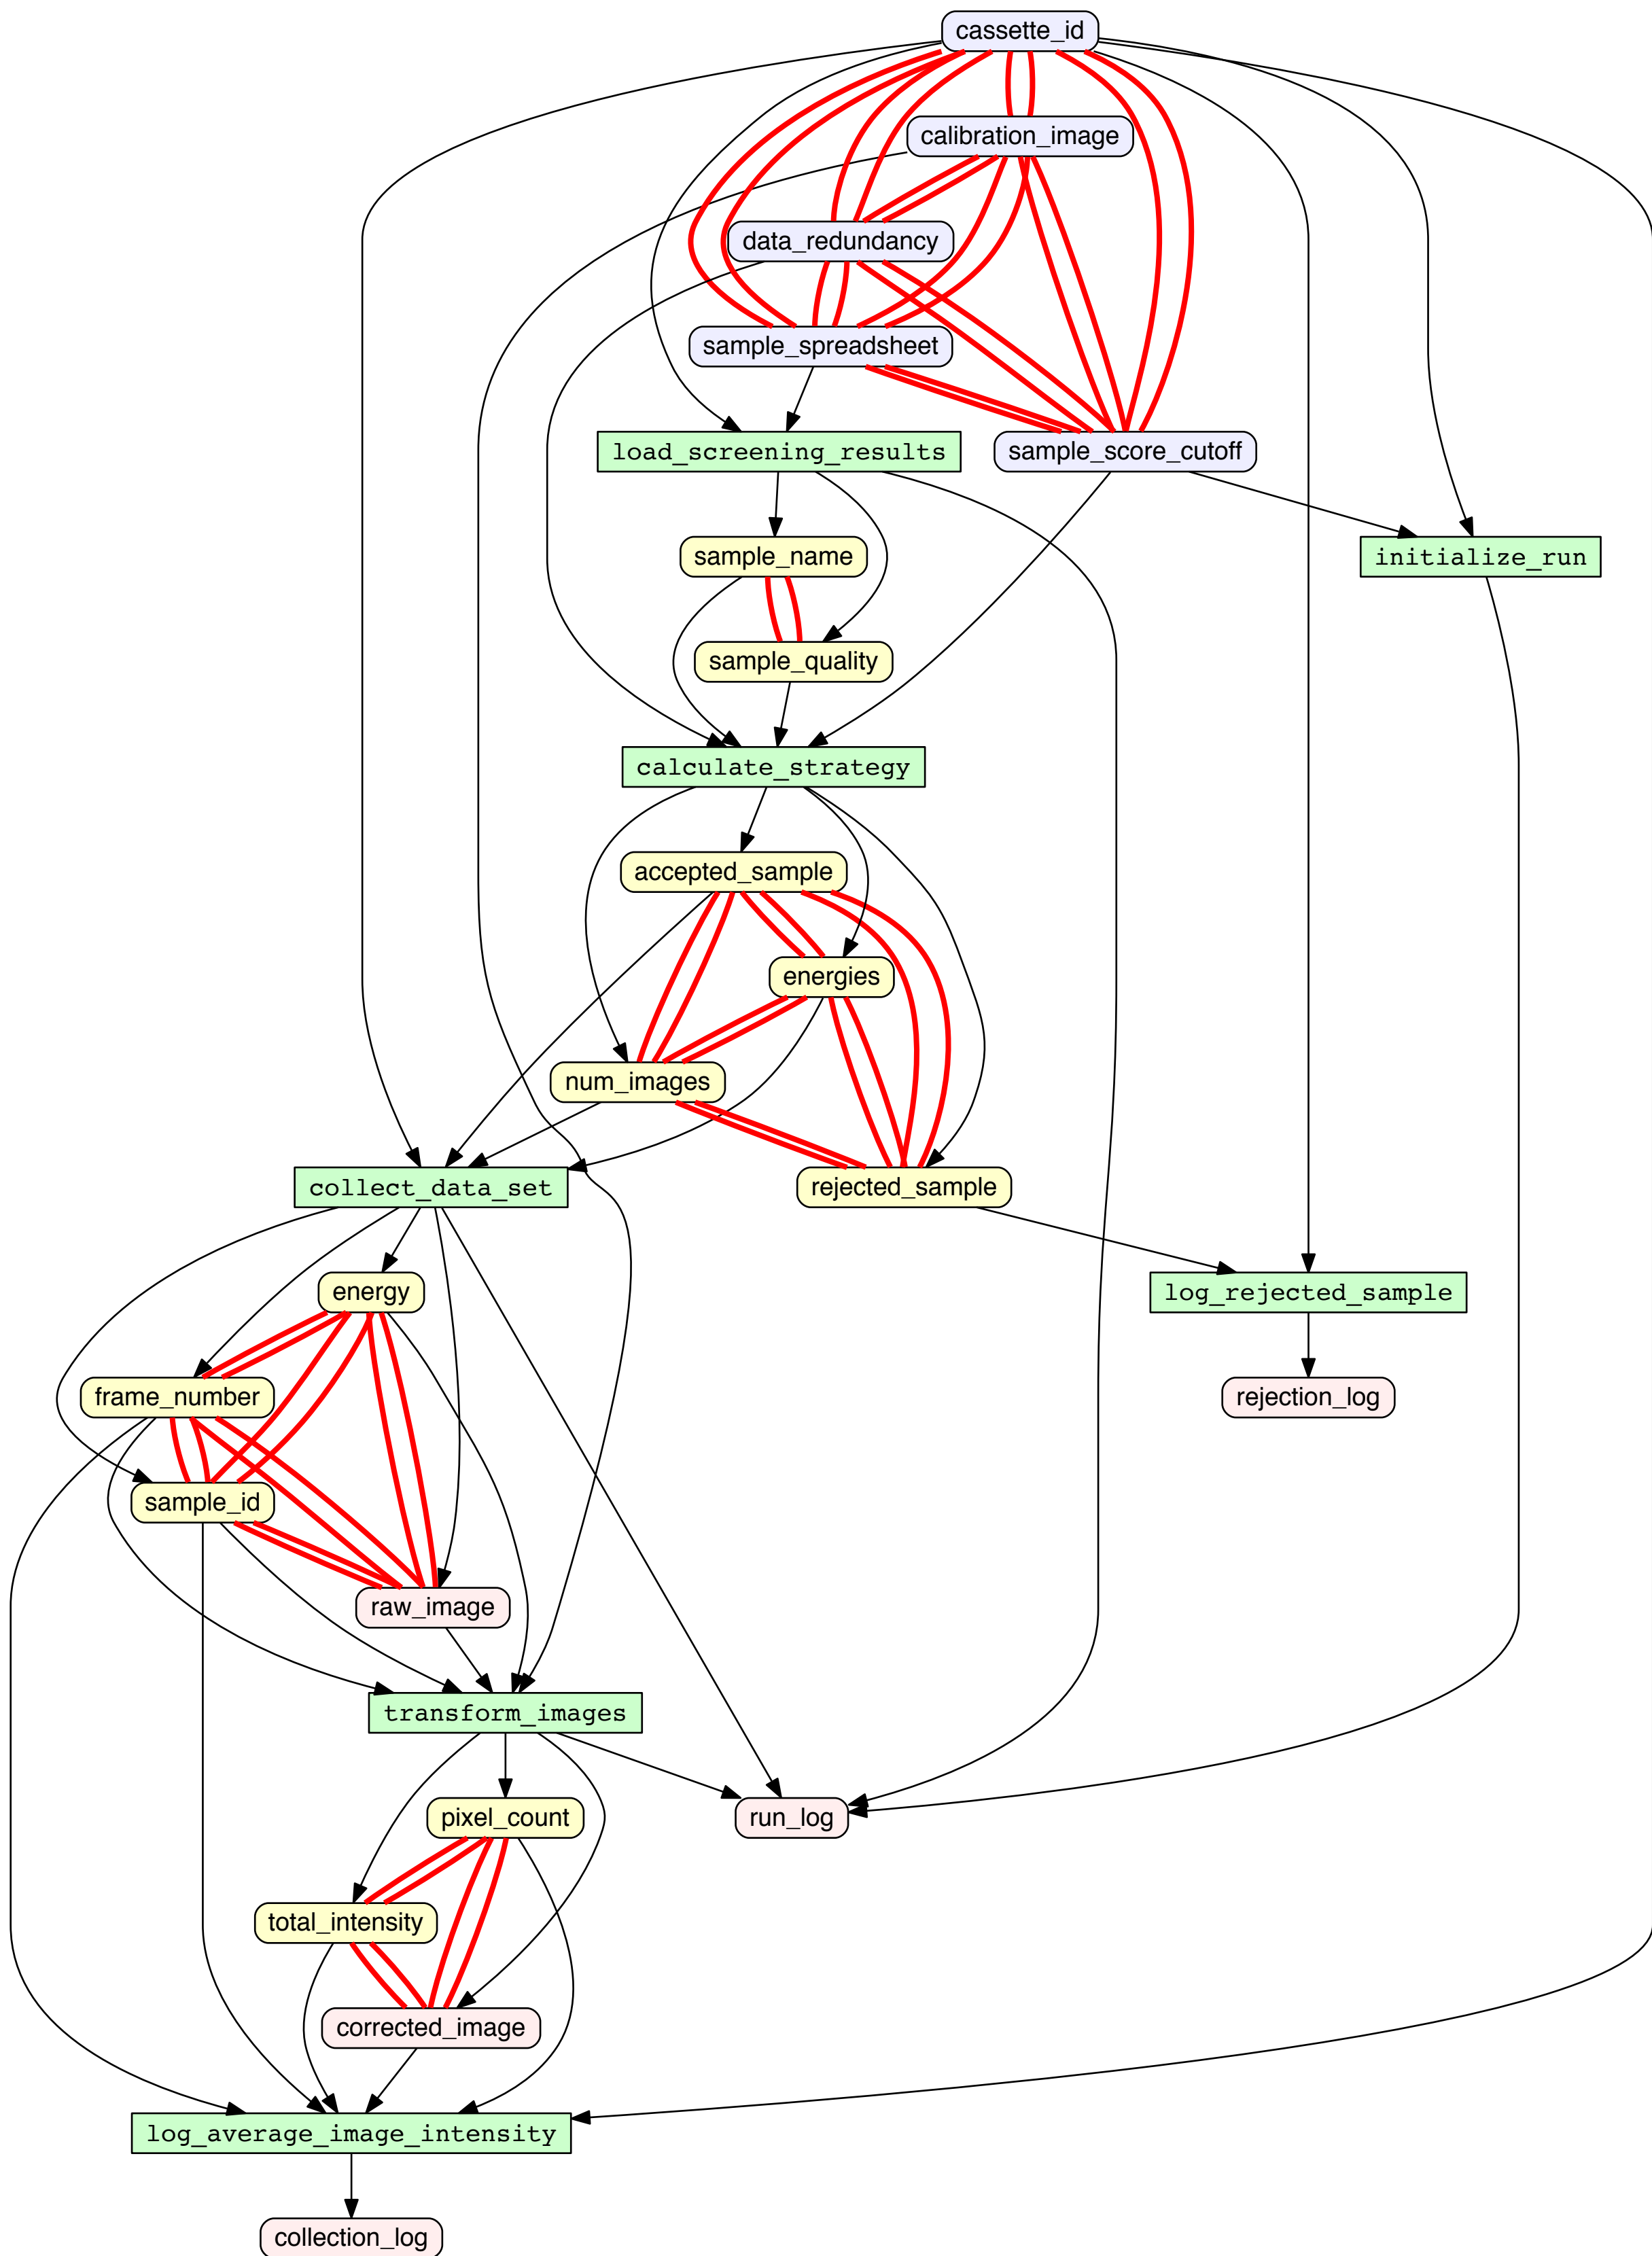 cassette_id
calibration_image
data_redundancy
sample_spreadsheet
load_screening_results
sample_score_cutoff
sample_name
initialize_run
sample_quality
calculate_strategy
accepted_sample
energies
num_images
collect_data_set
rejected_sample
energy
log_rejected_sample
frame_number
rejection_log
sample_id
raw_image
transform_images
pixel_count
run_log
total_intensity
corrected_image
log_average_image_intensity
collection_log